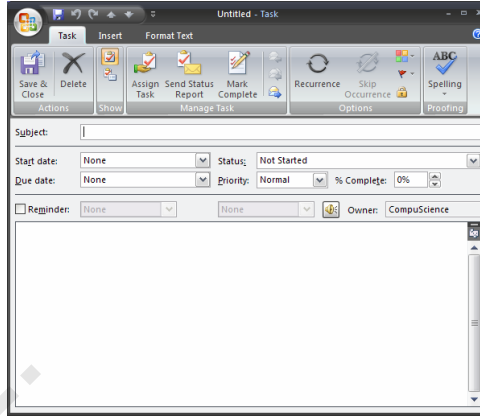 Untitled - Task
Task Insert Format Text
Save & Close
Delete
Assign Task
Send Status Report
Mark Complete
Recurrence
Skip Occurrence
ABC
Spelling
Actions Show Manage Task Options Proofing
Subject:
Start date: None Status: Not Started
Due date: None Priority: Normal % Complete: 0%
Reminder: None None Owner: CompuScience